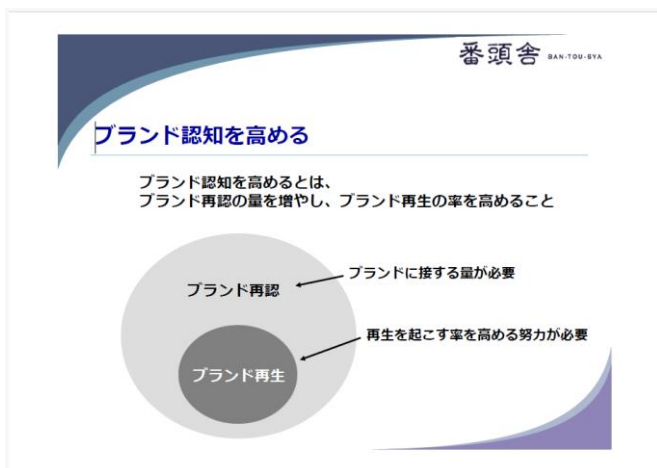 番頭舎 BAN-TOU-SYA
ブランド認知を高める
ブランド認知を高めるとは、
ブランド再認の量を増やし、ブランド再生の率を高めること
ブランドに接する量が必要
ブランド再認
再生を起こす率を高める努力が必要
ブランド再生